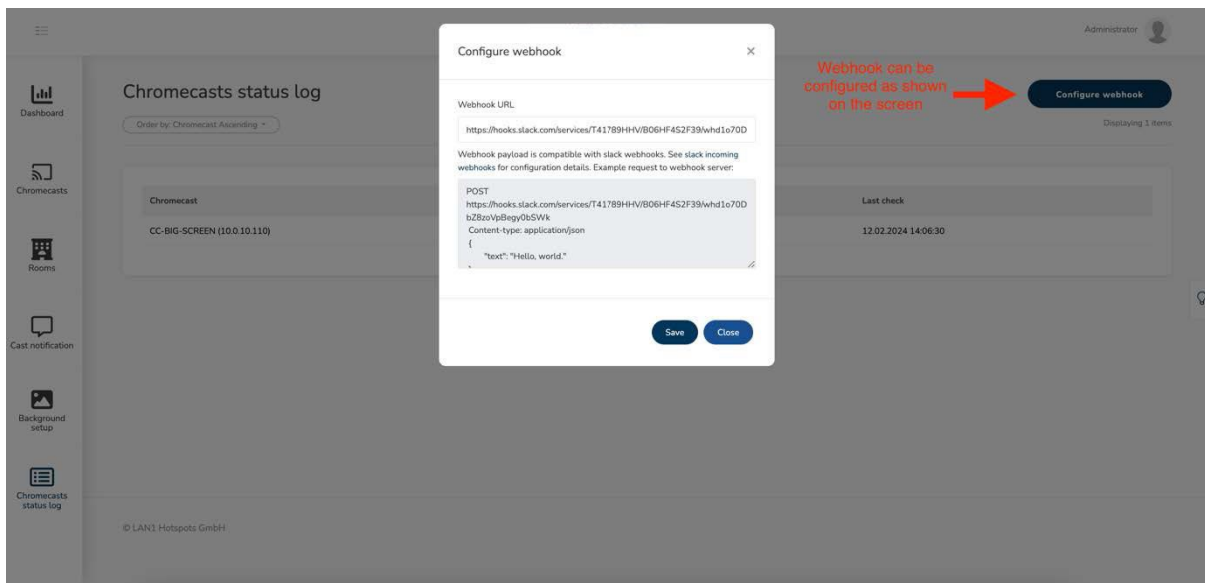 Administrator
Configure webhook
Webhook can be
configured as shown
on the screen
Configure webhook
Dashboard
Chromecasts status log
Order by: Chromecast Ascending
Displaying 1 items
Webhook URL
https://hooks.slack.com/services/T41789HHV/B06HF4S2F39/whd1o70D
Webhook payload is compatible with slack webhooks. See slack incoming
webhooks for configuration details. Example request to webhook server:
Chromecasts
Chromecast
Last check
POST
https://hooks.slack.com/services/T41789HHV/B06HF4S2F39/whd1o70D
bZ8zoVpBegy0bSWk
Content-type: application/json
{
"text": "Hello, world."
CC-BIG-SCREEN (10.0.10.110)
12.02.2024 14:06:30
Rooms
Save
Close
Cast notification
Background
setup
Chromecasts
status log
© LAN1 Hotspots GmbH